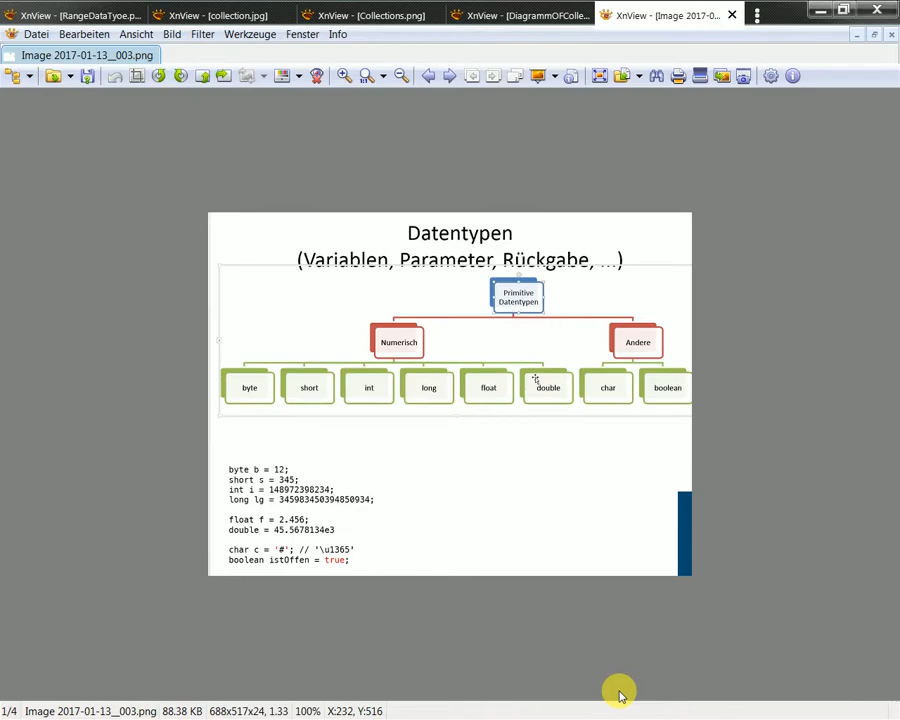 XnView - [RangeDataTyoe.p...
XnView - [collection.jpg]
XnView - [Collections.png]
XnView - [DiagrammOFColle...
XnView - [Image 2017-01-13_0...
Datei Bearbeiten Ansicht Bild Filter Werkzeuge Fenster Info
Image 2017-01-13__003.png
Datentypen
(Variablen, Parameter, Rückgabe, ...)
Primitive
Datentypen
Numerisch
Andere
byte short int long float double char boolean
byte b = 12;
short s = 345;
int i = 148972398234;
long lg = 345983450394850934;
float f = 2.456;
double = 45.5678134e3
char c = '#'; // '\u1365'
boolean istOffen = true;
1/4 Image 2017-01-13__003.png 88.38 KB 688x517x24, 1.33 100% X:232, Y:516